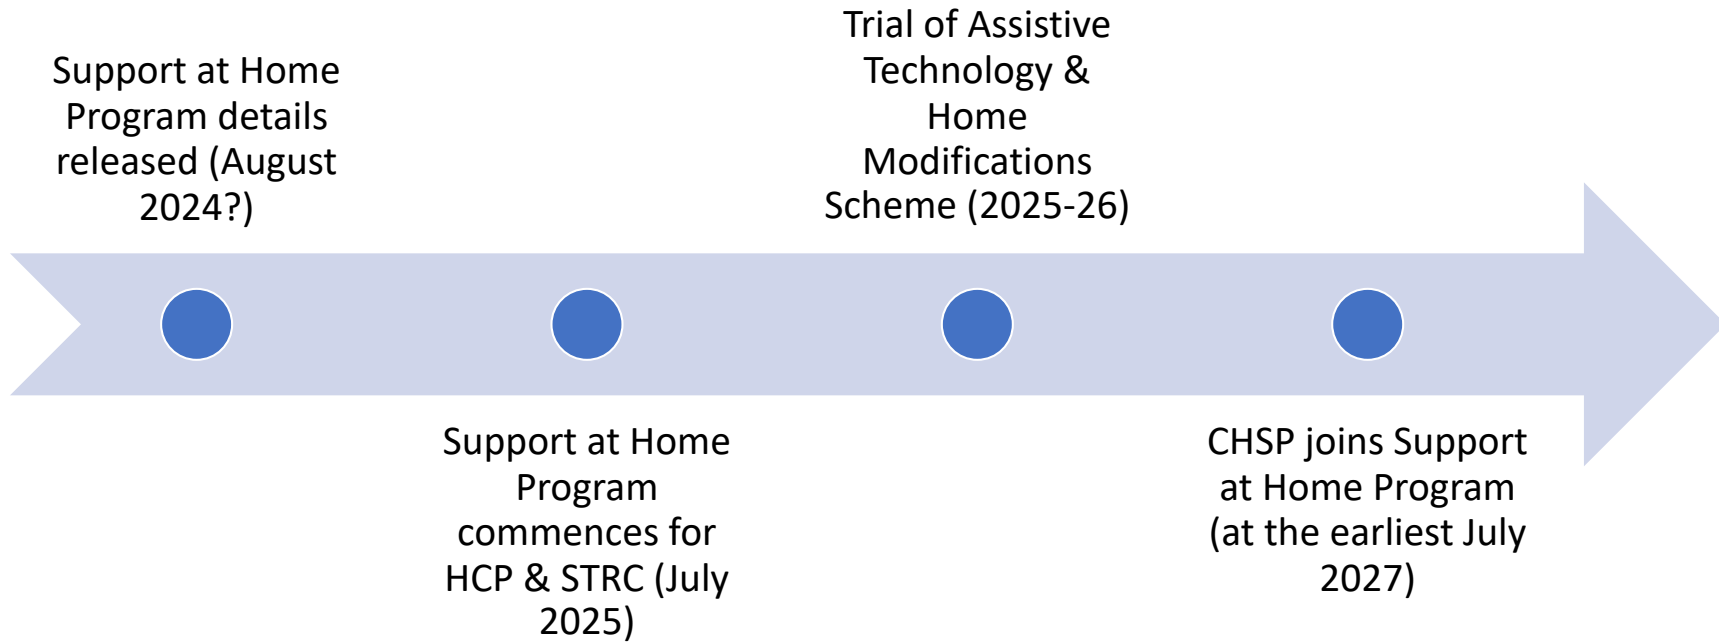 Support at Home
Program details
released (August
2024?)
Support at Home
Program
commences for
HCP & STRC (July
2025)
Trial of Assistive
Technology &
Home
Modifications
Scheme (2025-26)
CHSP joins Support
at Home Program
(at the earliest July
2027)